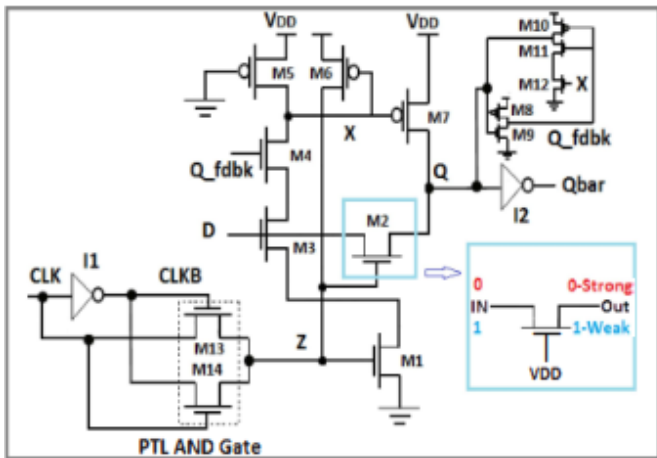 VDD
VDD
M10
M11
M12
X
M5
M6
M7
M8
M9
Q_fdbk
X
M4
Q_fdbk
Q
Qbar
I2
M2
D
M3
CLK
I1
CLKB
0
0-Strong
IN
Out
1
1-Weak
VDD
M13
M14
Z
M1
PTL AND Gate